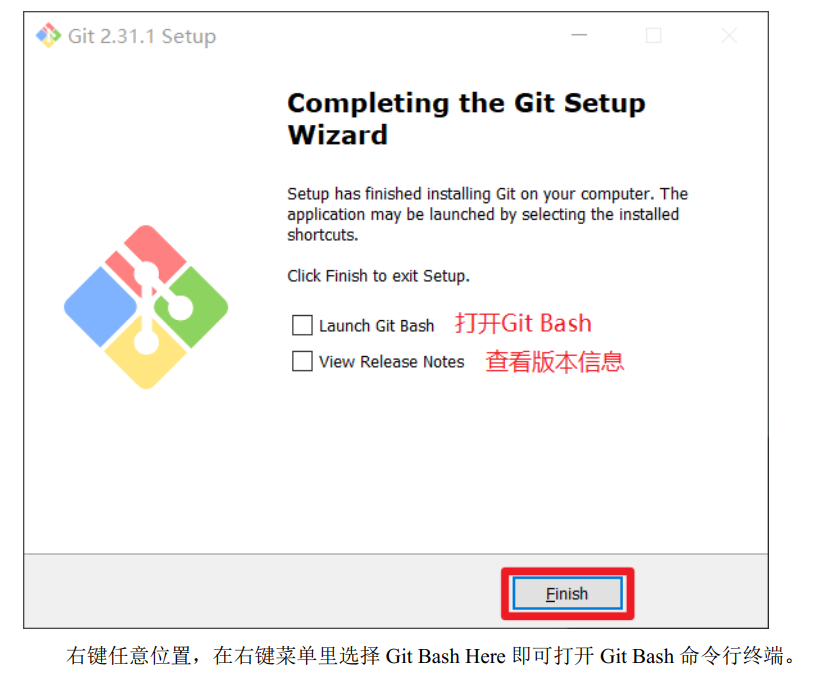 Git 2.31.1 Setup
Completing the Git Setup
Wizard
Setup has finished installing Git on your computer. The
application may be launched by selecting the installed
shortcuts.
Click Finish to exit Setup.
Launch Git Bash 打开Git Bash
View Release Notes 查看版本信息
Finish
右键任意位置，在右键菜单里选择 Git Bash Here 即可打开 Git Bash 命令行终端。